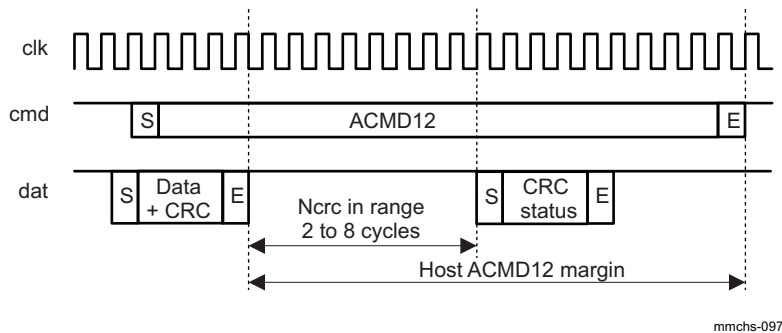 clk
cmd
S
ACMD12
E
dat
S
Data
+ CRC
E
Ncrc in range
2 to 8 cycles
S
CRC
status
E
Host ACMD12 margin
mmchs-097